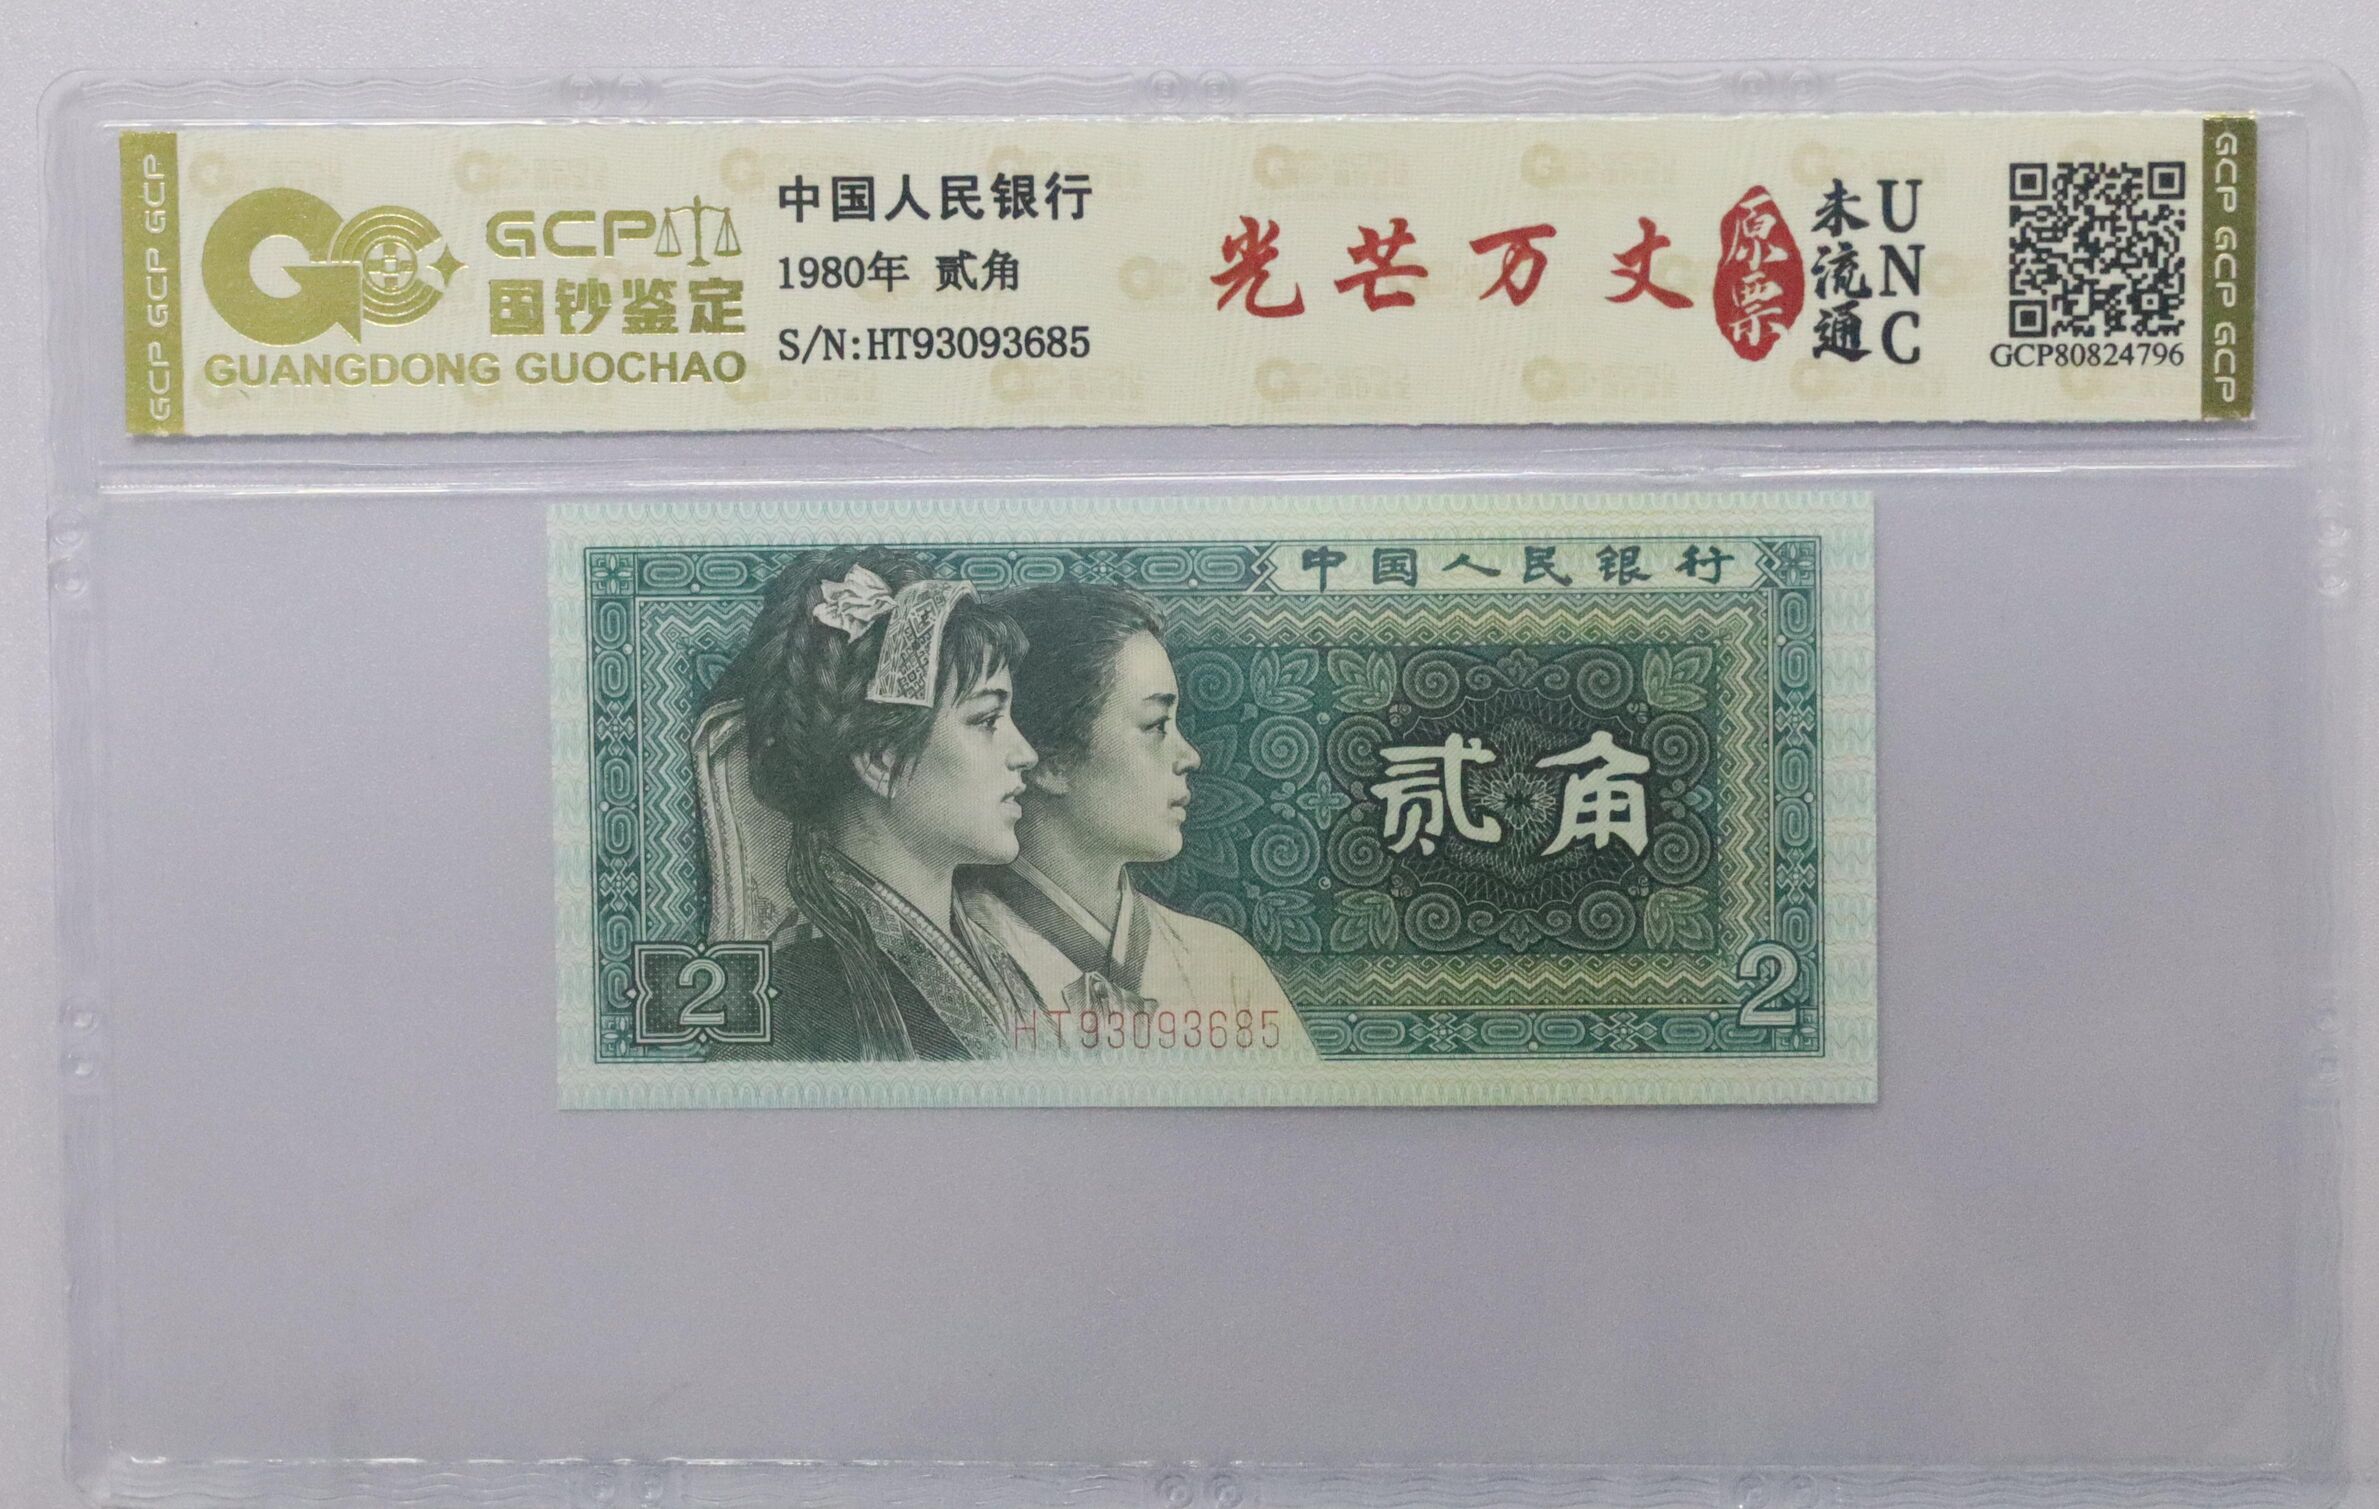 GCP GCP GCP
GCP
国钞鉴定
GUANGDONG GUOCHAO
中国人民银行
1980年 贰角
S/N:HT93093685
光芒万丈
原票
未流通
UNC
GCP80824796
GCP GCP GCP
中国人民银行
贰角
2
2
HT93093685